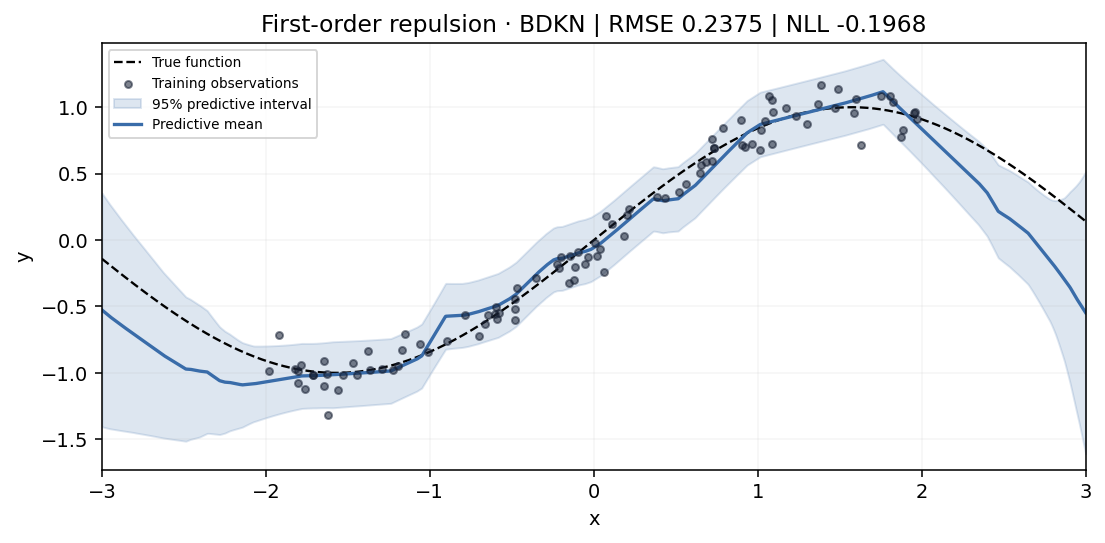 First-order repulsion · BDKN | RMSE 0.2375 | NLL -0.1968
True function
Training observations
95% predictive interval
Predictive mean
y
1.0
0.5
0.0
−0.5
−1.0
−1.5
−3 −2 −1 0 1 2 3
x